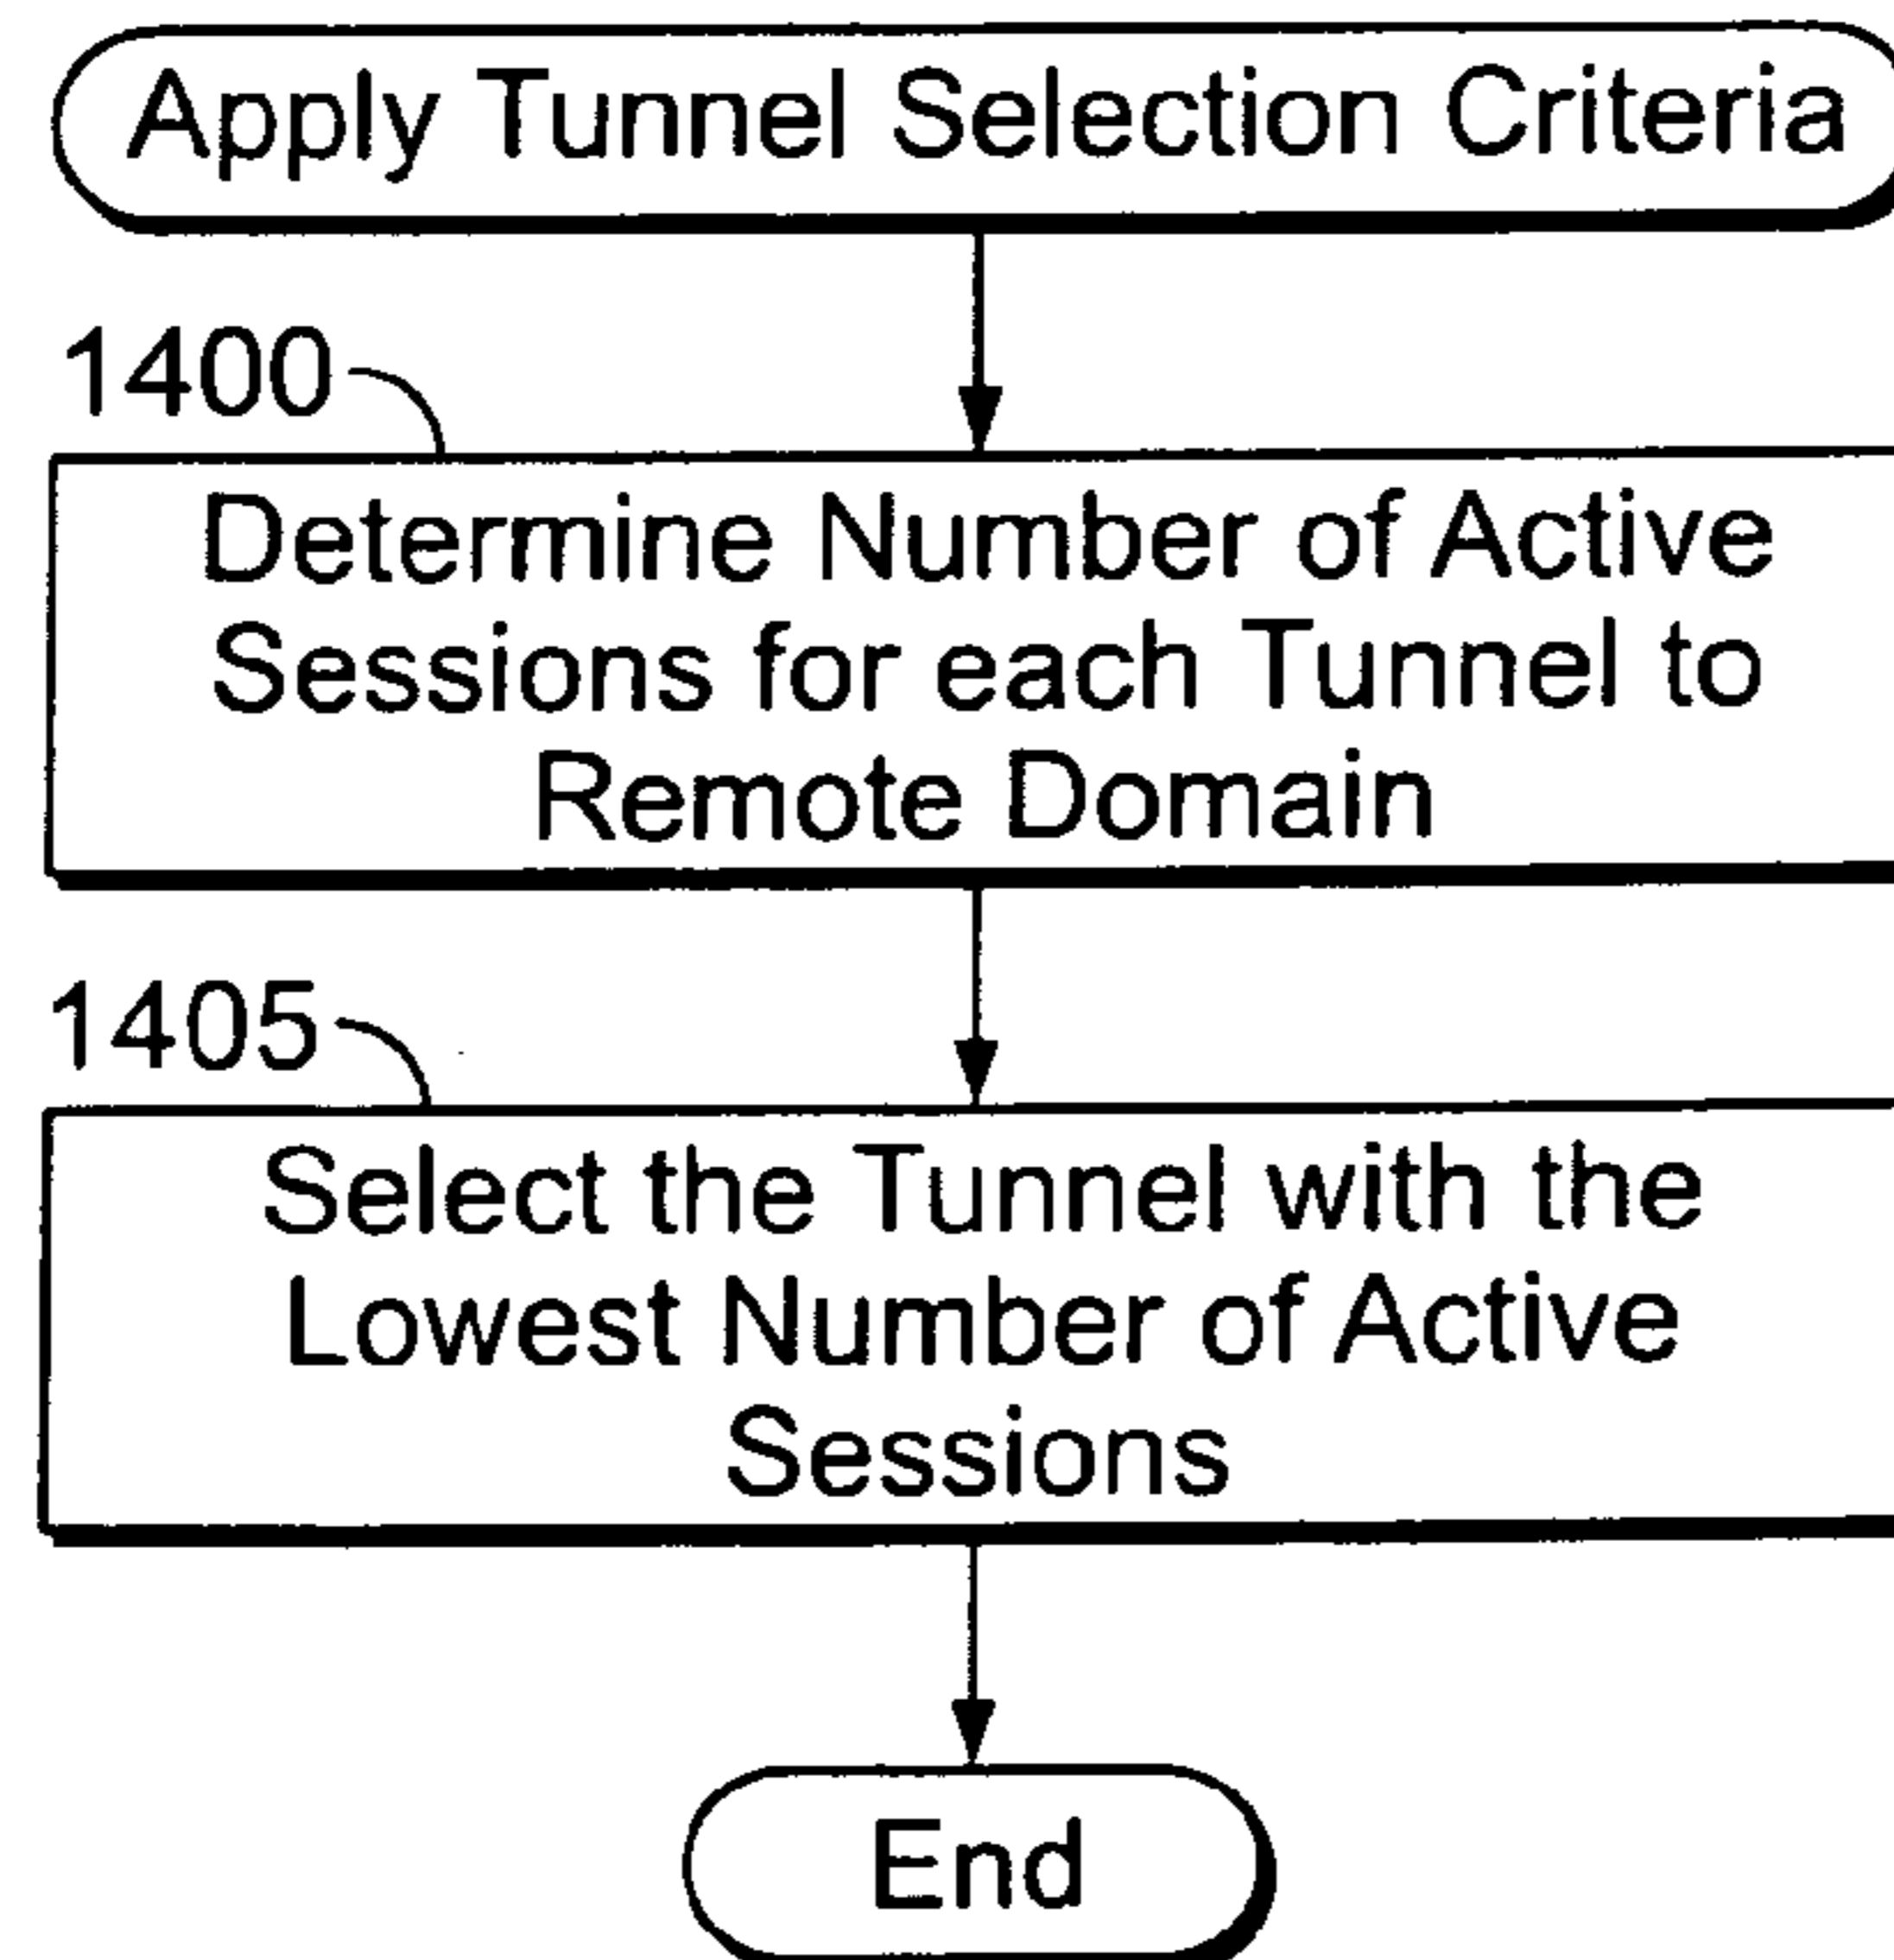 Apply Tunnel Selection Criteria
1400
Determine Number of Active
Sessions for each Tunnel to
Remote Domain
1405
Select the Tunnel with the
Lowest Number of Active
Sessions
End